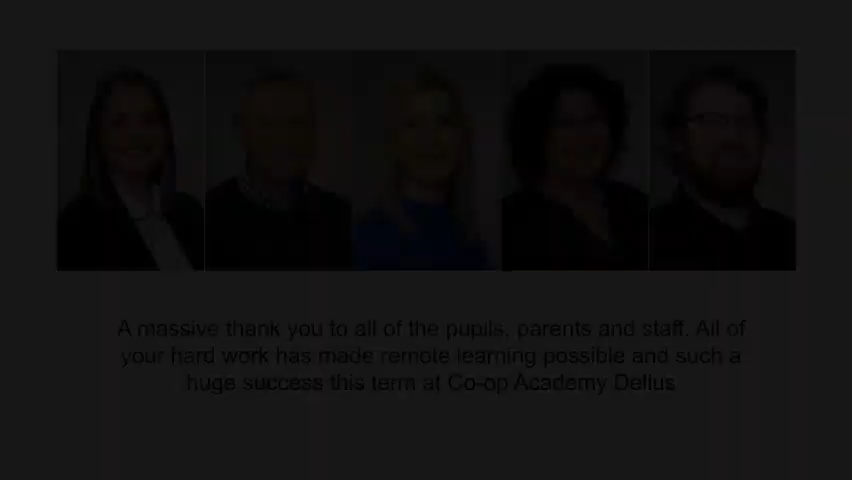 A massive thank you to all of the pupils, parents and staff. All of
your hard work has made remote learning possible and such a
huge success this term at Co-op Academy Dellus